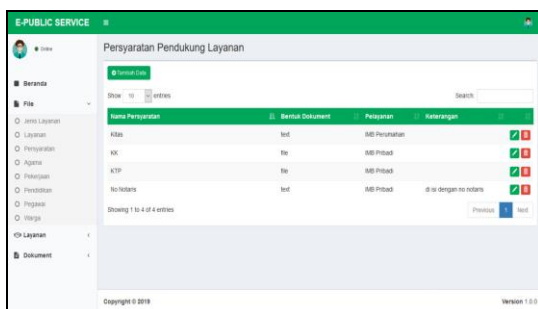 E-PUBLIC SERVICE
Online
Persyaratan Pendukung Layanan
Beranda
File
Jenis Layanan
Layanan
Persyaratan
Agama
Pekerjaan
Pendidikan
Pegawai
Warga
Layanan
Dokument
Tambah Data
Show 10 entries
Search:
Nama Persyaratan Bentuk Dokument Pelayanan Keterangan
Kitas text IMB Perumahan
KK file IMB Pribadi
KTP file IMB Pribadi
No Notaris text IMB Pribadi di isi dengan no notaris
Showing 1 to 4 of 4 entries
Previous 1 Next
Copyright © 2019
Version 1.0.0